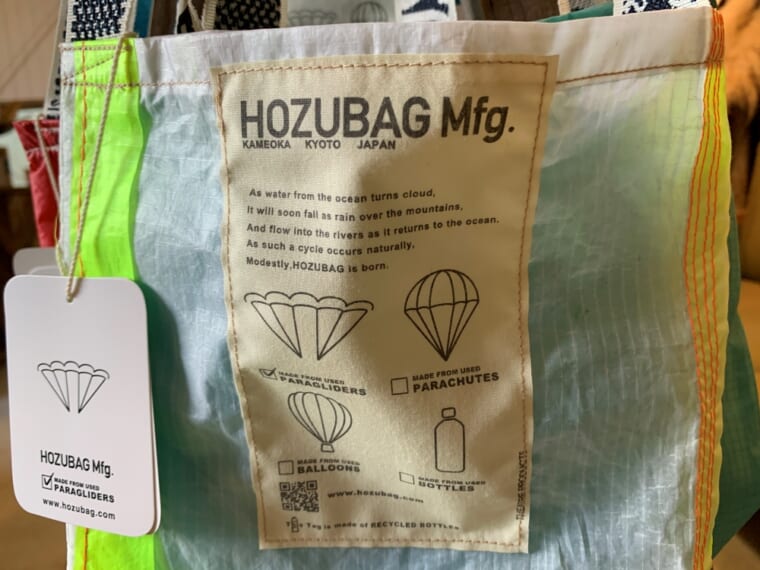 HOZUBAG Mfg.
KAMEOKA KYOTO JAPAN
As water from the ocean turns cloud,
It will soon fall as rain over the mountains,
And flow into the rivers as it returns to the ocean.
As such a cycle occurs naturally,
Modestly,HOZUBAG is born.
MADE FROM USED
PARAGLIDERS
MADE FROM USED
PARACHUTES
MADE FROM USED
BALLOONS
MADE FROM USED
BOTTLES
www.hozubag.com
THEATRE PRODUCTS
This Tag is made of RECYCLED BOTTLES
HOZUBAG Mfg.
MADE FROM USED
PARAGLIDERS
www.hozubag.com